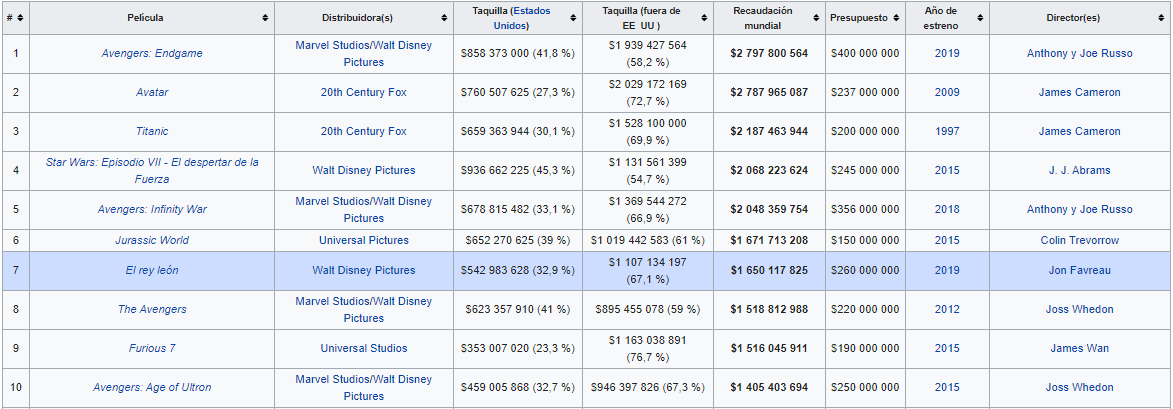 # Película Distribuidora(s) Taquilla (Estados Unidos) Taquilla (fuera de EE UU ) Recaudación mundial Presupuesto Año de estreno Director(es)
1 Avengers: Endgame Marvel Studios/Walt Disney Pictures $858 373 000 (41,8 %) $1 939 427 564 (58,2 %) $2 797 800 564 $400 000 000 2019 Anthony y Joe Russo
2 Avatar 20th Century Fox $760 507 625 (27,3 %) $2 029 172 169 (72,7 %) $2 787 965 087 $237 000 000 2009 James Cameron
3 Titanic 20th Century Fox $659 363 944 (30,1 %) $1 528 100 000 (69,9 %) $2 187 463 944 $200 000 000 1997 James Cameron
4 Star Wars: Episodio VII - El despertar de la Fuerza Walt Disney Pictures $936 662 225 (45,3 %) $1 131 561 399 (54,7 %) $2 068 223 624 $245 000 000 2015 J. J. Abrams
5 Avengers: Infinity War Marvel Studios/Walt Disney Pictures $678 815 482 (33,1 %) $1 369 544 272 (66,9 %) $2 048 359 754 $356 000 000 2018 Anthony y Joe Russo
6 Jurassic World Universal Pictures $652 270 625 (39 %) $1 019 442 583 (61 %) $1 671 713 208 $150 000 000 2015 Colin Trevorrow
7 El rey león Walt Disney Pictures $542 983 628 (32,9 %) $1 107 134 197 (67,1 %) $1 650 117 825 $260 000 000 2019 Jon Favreau
8 The Avengers Marvel Studios/Walt Disney Pictures $623 357 910 (41 %) $895 455 078 (59 %) $1 518 812 988 $220 000 000 2012 Joss Whedon
9 Furious 7 Universal Studios $353 007 020 (23,3 %) $1 163 038 891 (76,7 %) $1 516 045 911 $190 000 000 2015 James Wan
10 Avengers: Age of Ultron Marvel Studios/Walt Disney Pictures $459 005 868 (32,7 %) $946 397 826 (67,3 %) $1 405 403 694 $250 000 000 2015 Joss Whedon